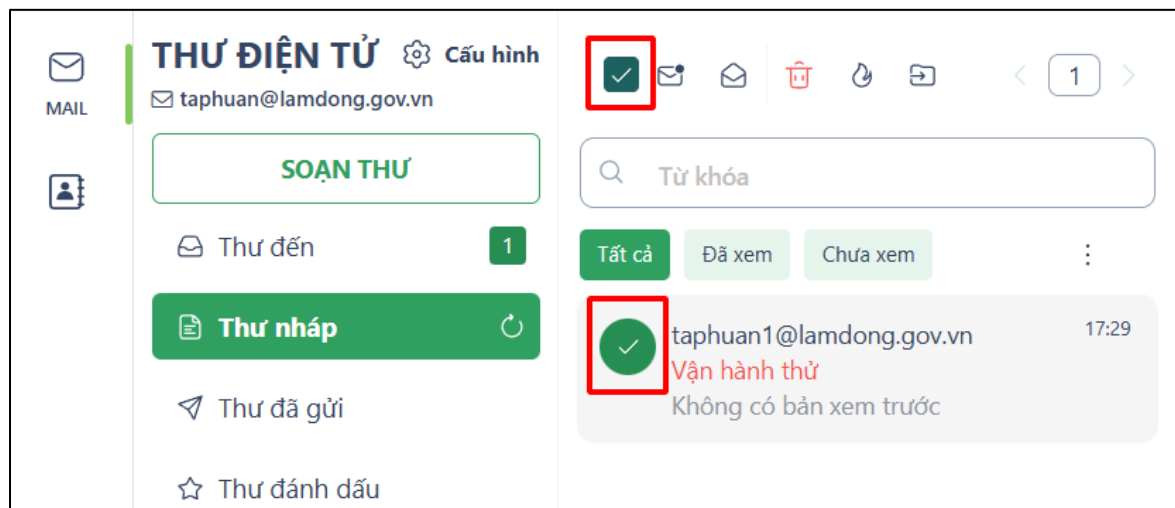 MAIL
THƯ ĐIỆN TỬ Cấu hình
taphuan@lamdong.gov.vn
SOẠN THƯ
Thư đến 1
Thư nháp
Thư đã gửi
Thư đánh dấu
1
Từ khóa
Tất cả Đã xem Chưa xem
taphuan1@lamdong.gov.vn 17:29
Vận hành thử
Không có bản xem trước